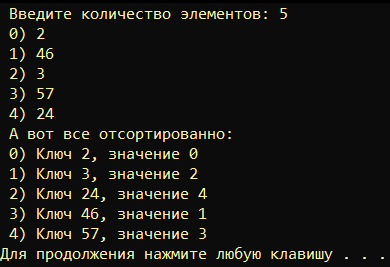 Введите количество элементов: 5
0) 2
1) 46
2) 3
3) 57
4) 24
А вот все отсортированно:
0) Ключ 2, значение 0
1) Ключ 3, значение 2
2) Ключ 24, значение 4
3) Ключ 46, значение 1
4) Ключ 57, значение 3
Для продолжения нажмите любую клавишу . . .